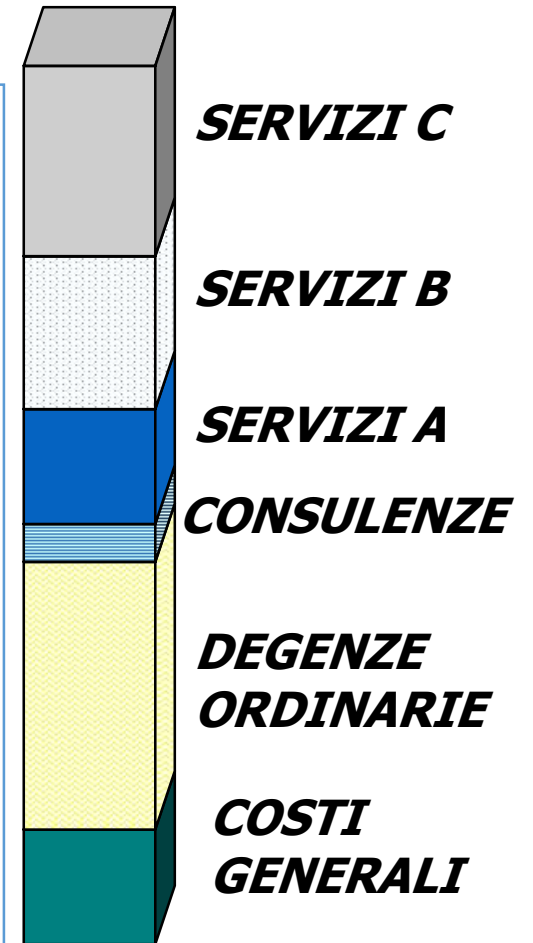 SERVIZI C
SERVIZI B
SERVIZI A
CONSULENZE
DEGENZE
ORDINARIE
COSTI
GENERALI